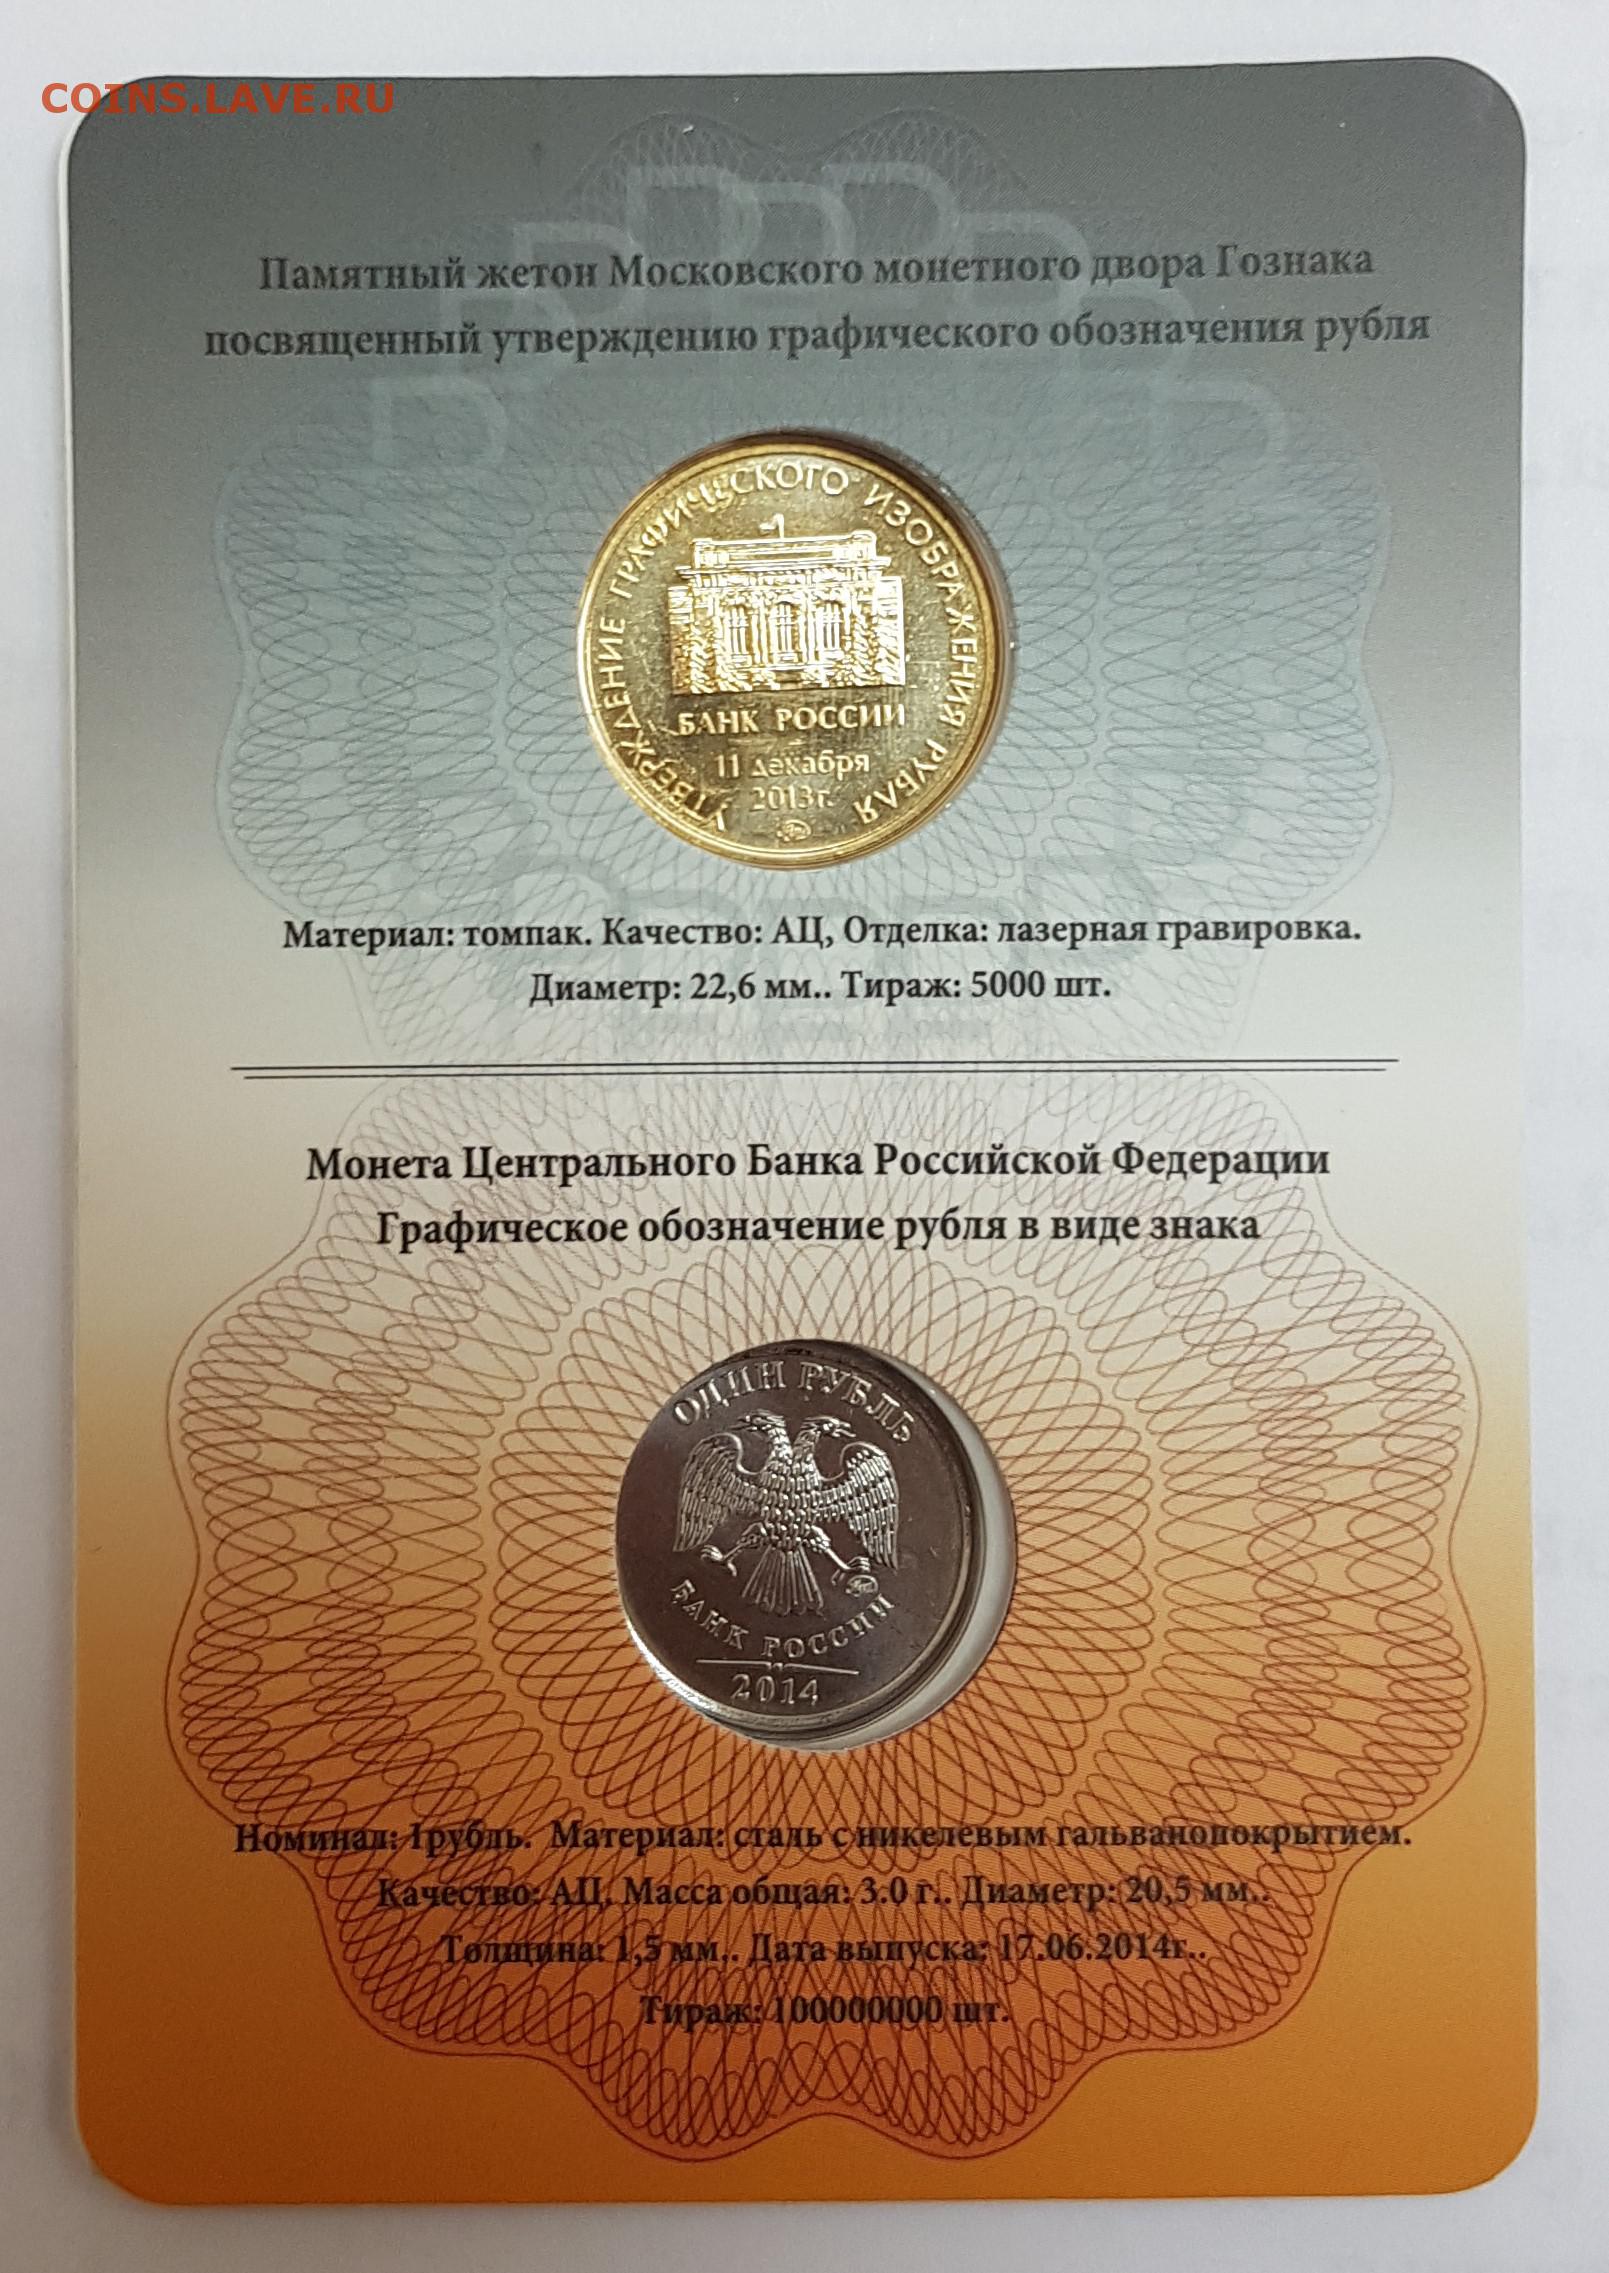 COINS.LAVE.RU
Памятный жетон Московского монетного двора Гознака
посвященный утверждению графического обозначения рубля
УТВЕРЖДЕНИЕ ГРАФИЧЕСКОГО ИЗОБРАЖЕНИЯ РУБЛЯ
БАНК РОССИИ
11 декабря
2013г.
Материал: томпак. Качество: АЦ, Отделка: лазерная гравировка.
Диаметр: 22,6 мм.. Тираж: 5000 шт.
Монета Центрального Банка Российской Федерации
Графическое обозначение рубля в виде знака
ОДИН РУБЛЬ
БАНК РОССИИ
2014
Номинал: 1рубль. Материал: сталь с никелевым гальванопокрытием.
Качество: АЦ. Масса общая: 3.0 г.. Диаметр: 20,5 мм..
Толщина: 1,5 мм.. Дата выпуска: 17.06.2014г..
Тираж: 100000000 шт.